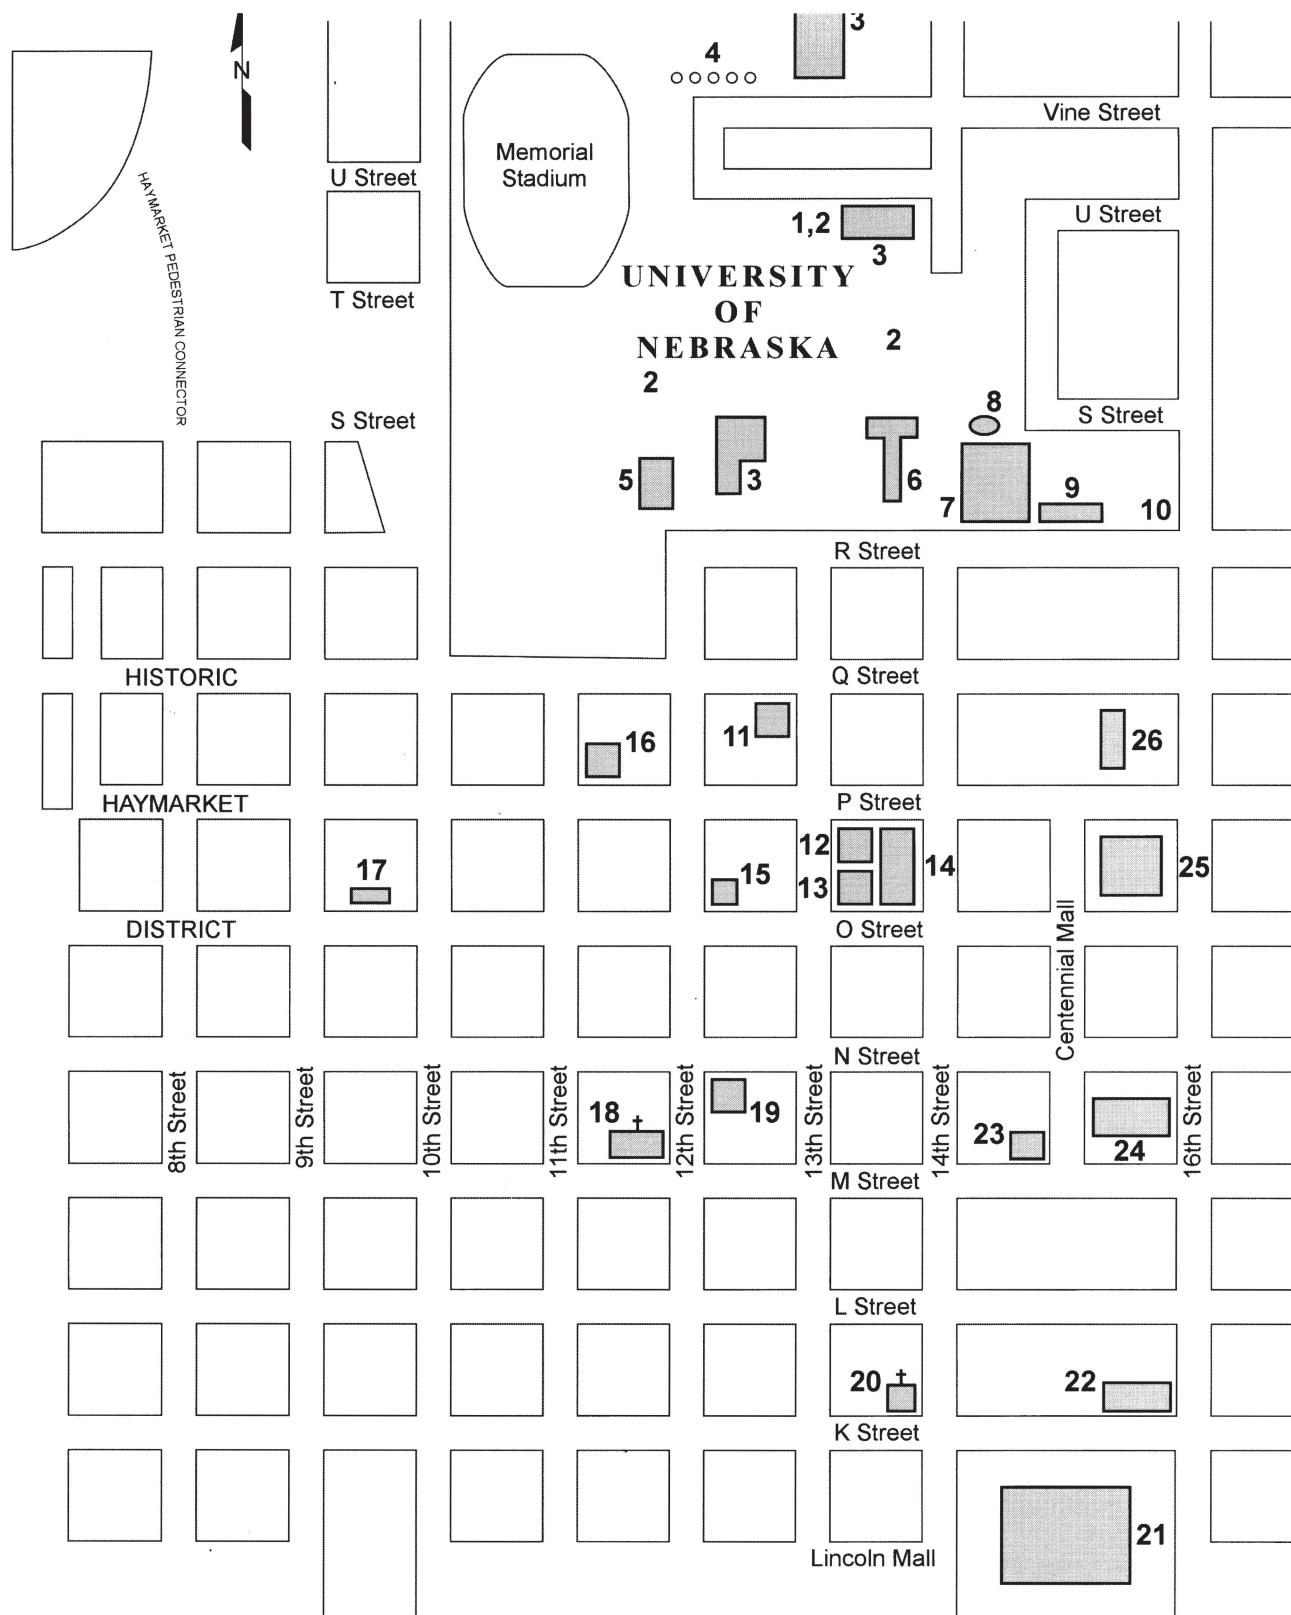 3
4
N
Vine Street
Memorial
Stadium
U Street
HAYMARKET PEDESTRIAN CONNECTOR
1,2
U Street
3
UNIVERSITY
OF
NEBRASKA
T Street
2
2
S Street
8
S Street
5
3
6
7
9
10
R Street
HISTORIC
Q Street
16
11
26
HAYMARKET
P Street
17
12
15
13
14
25
DISTRICT
O Street
Centennial Mall
N Street
8th Street
9th Street
10th Street
11th Street
18
12th Street
19
13th Street
14th Street
23
24
16th Street
M Street
L Street
20
22
K Street
21
Lincoln Mall